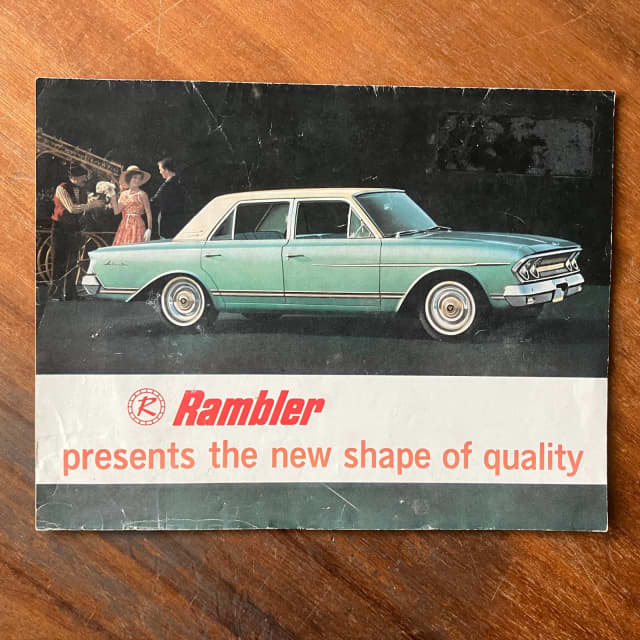 R Rambler
presents the new shape of quality